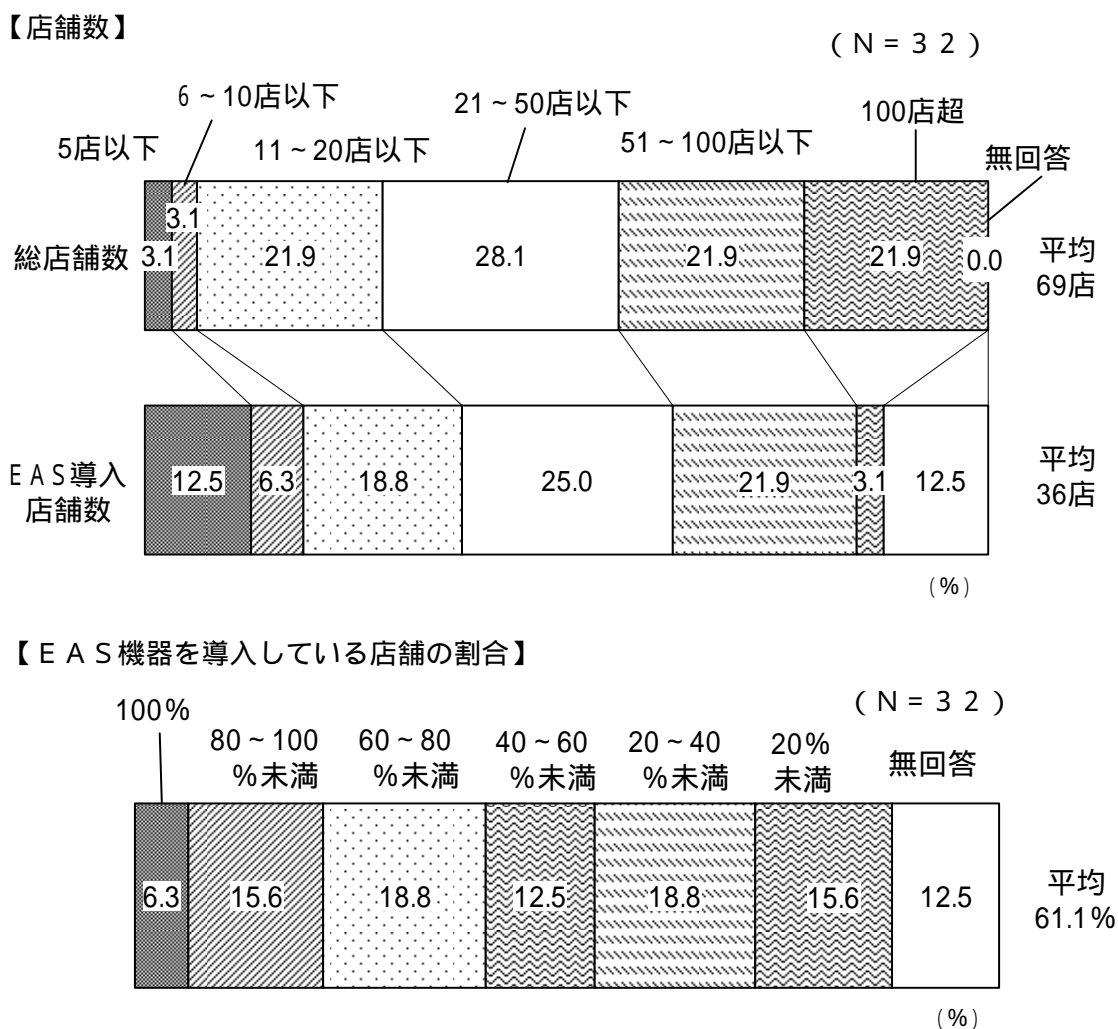 【店舗数】
(N=32)
6~10店以下
21~50店以下
100店超
5店以下
11~20店以下
51~100店以下
無回答
総店舗数
3.1
3.1
21.9
28.1
21.9
21.9
0.0
平均
69店
EAS導入
店舗数
12.5
6.3
18.8
25.0
21.9
3.1
12.5
平均
36店
(%)
【EAS機器を導入している店舗の割合】
(N=32)
100%
80~100
%未満
60~80
%未満
40~60
%未満
20~40
%未満
20%
未満
無回答
6.3
15.6
18.8
12.5
18.8
15.6
12.5
平均
61.1%
(%)